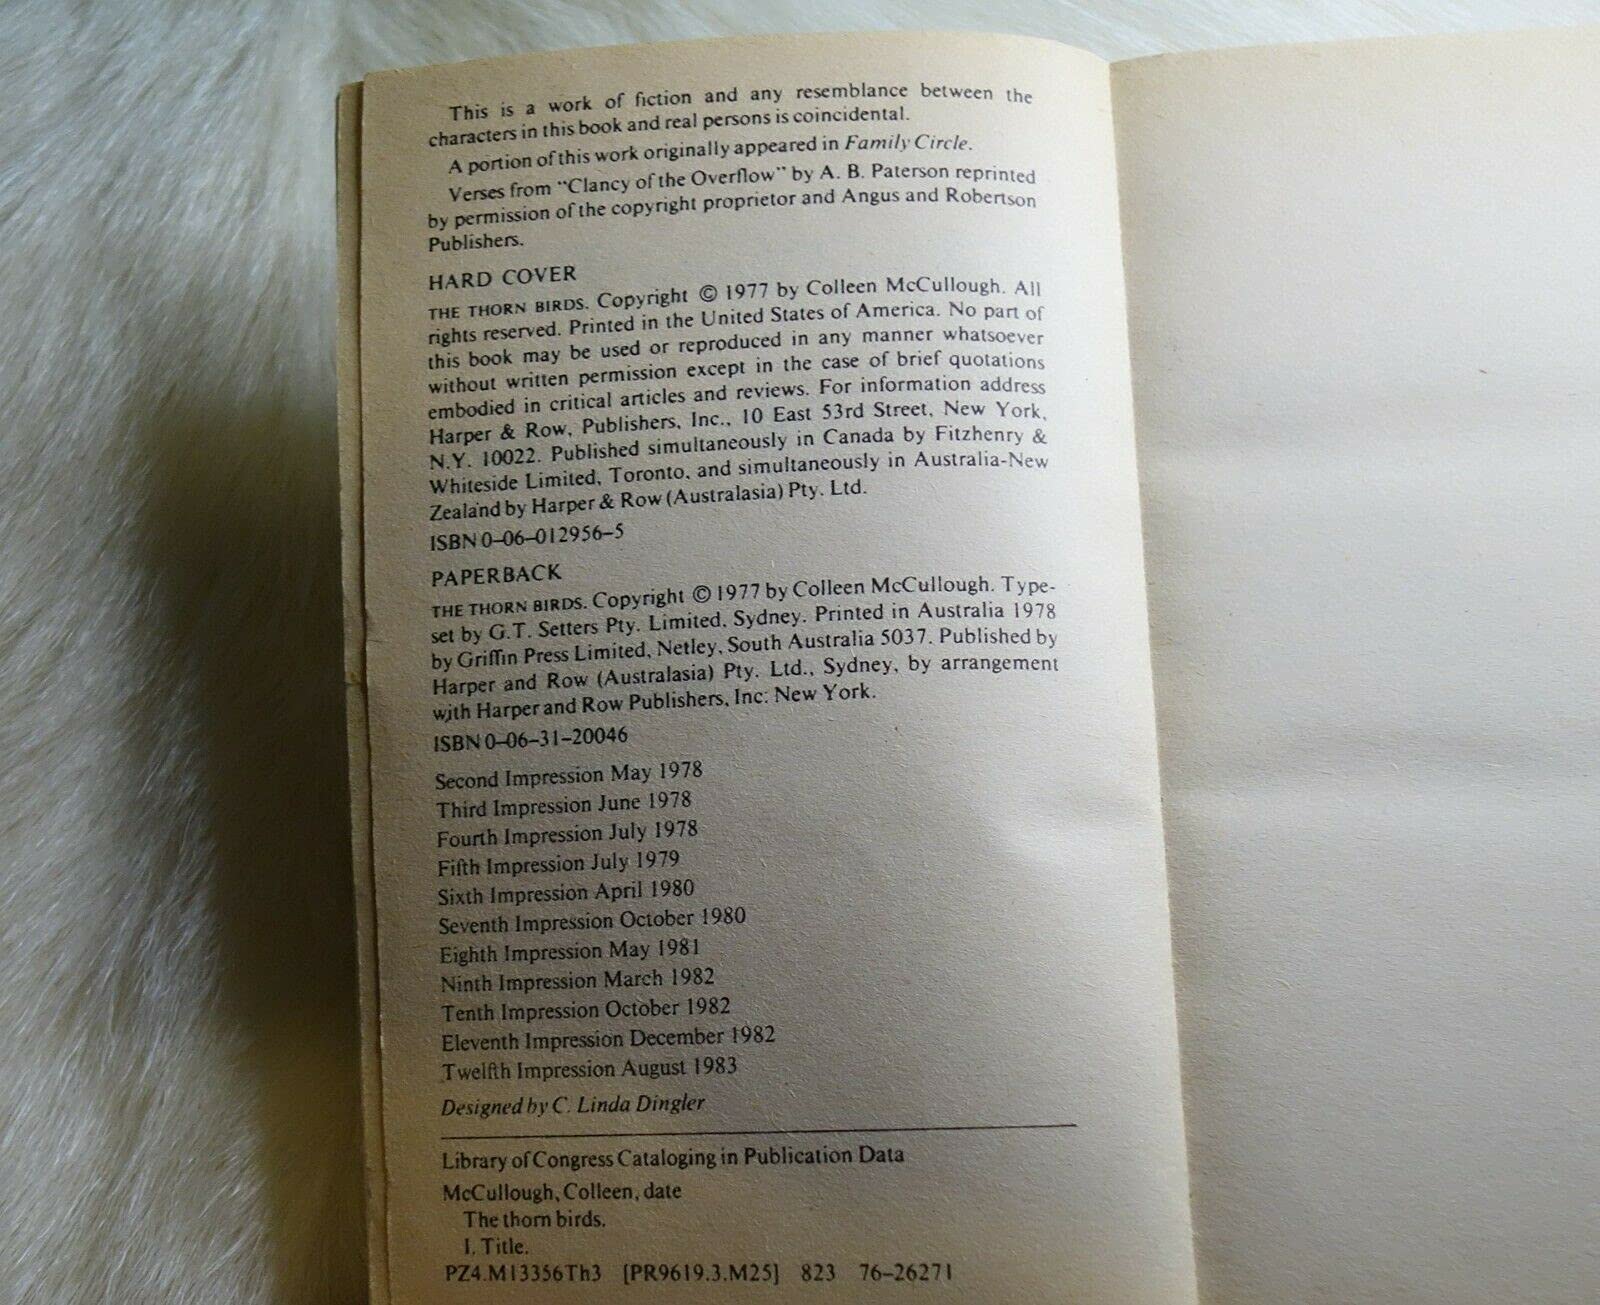 This is a work of fiction and any resemblance between the
characters in this book and real persons is coincidental.
A portion of this work originally appeared in Family Circle.
Verses from "Clancy of the Overflow" by A. B. Paterson reprinted
by permission of the copyright proprietor and Angus and Robertson
Publishers.
HARD COVER
THE THORN BIRDS. Copyright © 1977 by Colleen McCullough. All
rights reserved. Printed in the United States of America. No part of
this book may be used or reproduced in any manner whatsoever
without written permission except in the case of brief quotations
embodied in critical articles and reviews. For information address
Harper & Row, Publishers, Inc., 10 East 53rd Street, New York,
N.Y. 10022. Published simultaneously in Canada by Fitzhenry &
Whiteside Limited, Toronto, and simultaneously in Australia-New
Zealand by Harper & Row (Australasia) Pty. Ltd.
ISBN 0-06-012956-5
PAPERBACK
THE THORN BIRDS. Copyright © 1977 by Colleen McCullough. Type-
set by G.T. Setters Pty. Limited, Sydney. Printed in Australia 1978
by Griffin Press Limited, Netley, South Australia 5037. Published by
Harper and Row (Australasia) Pty. Ltd., Sydney, by arrangement
with Harper and Row Publishers, Inc. New York.
ISBN 0-06-31-20046
Second Impression May 1978
Third Impression June 1978
Fourth Impression July 1978
Fifth Impression July 1979
Sixth Impression April 1980
Seventh Impression October 1980
Eighth Impression May 1981
Ninth Impression March 1982
Tenth Impression October 1982
Eleventh Impression December 1982
Twelfth Impression August 1983
Designed by C. Linda Dingler
Library of Congress Cataloging in Publication Data
McCullough, Colleen, date
The thorn birds.
I. Title.
PZ4.M13356Th3 [PR9619.3.M25] 823 76-26271